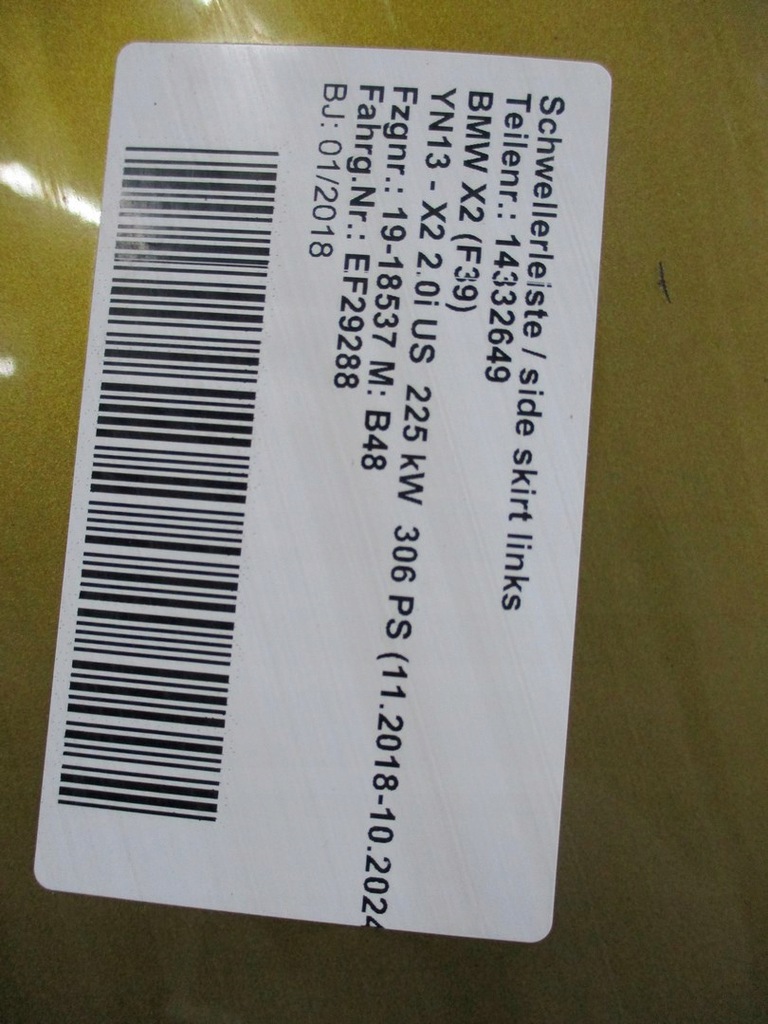 Schwellerleiste / side skirt links
Teilenr.: 14332649
BMW X2 (F39)
YN13 - X2 2.0i US 225 kW 306 PS (11.2018-10.2024
Fzgnr.: 19-18537 M: B48
Fahrg.Nr.: EF29288
BJ: 01/2018